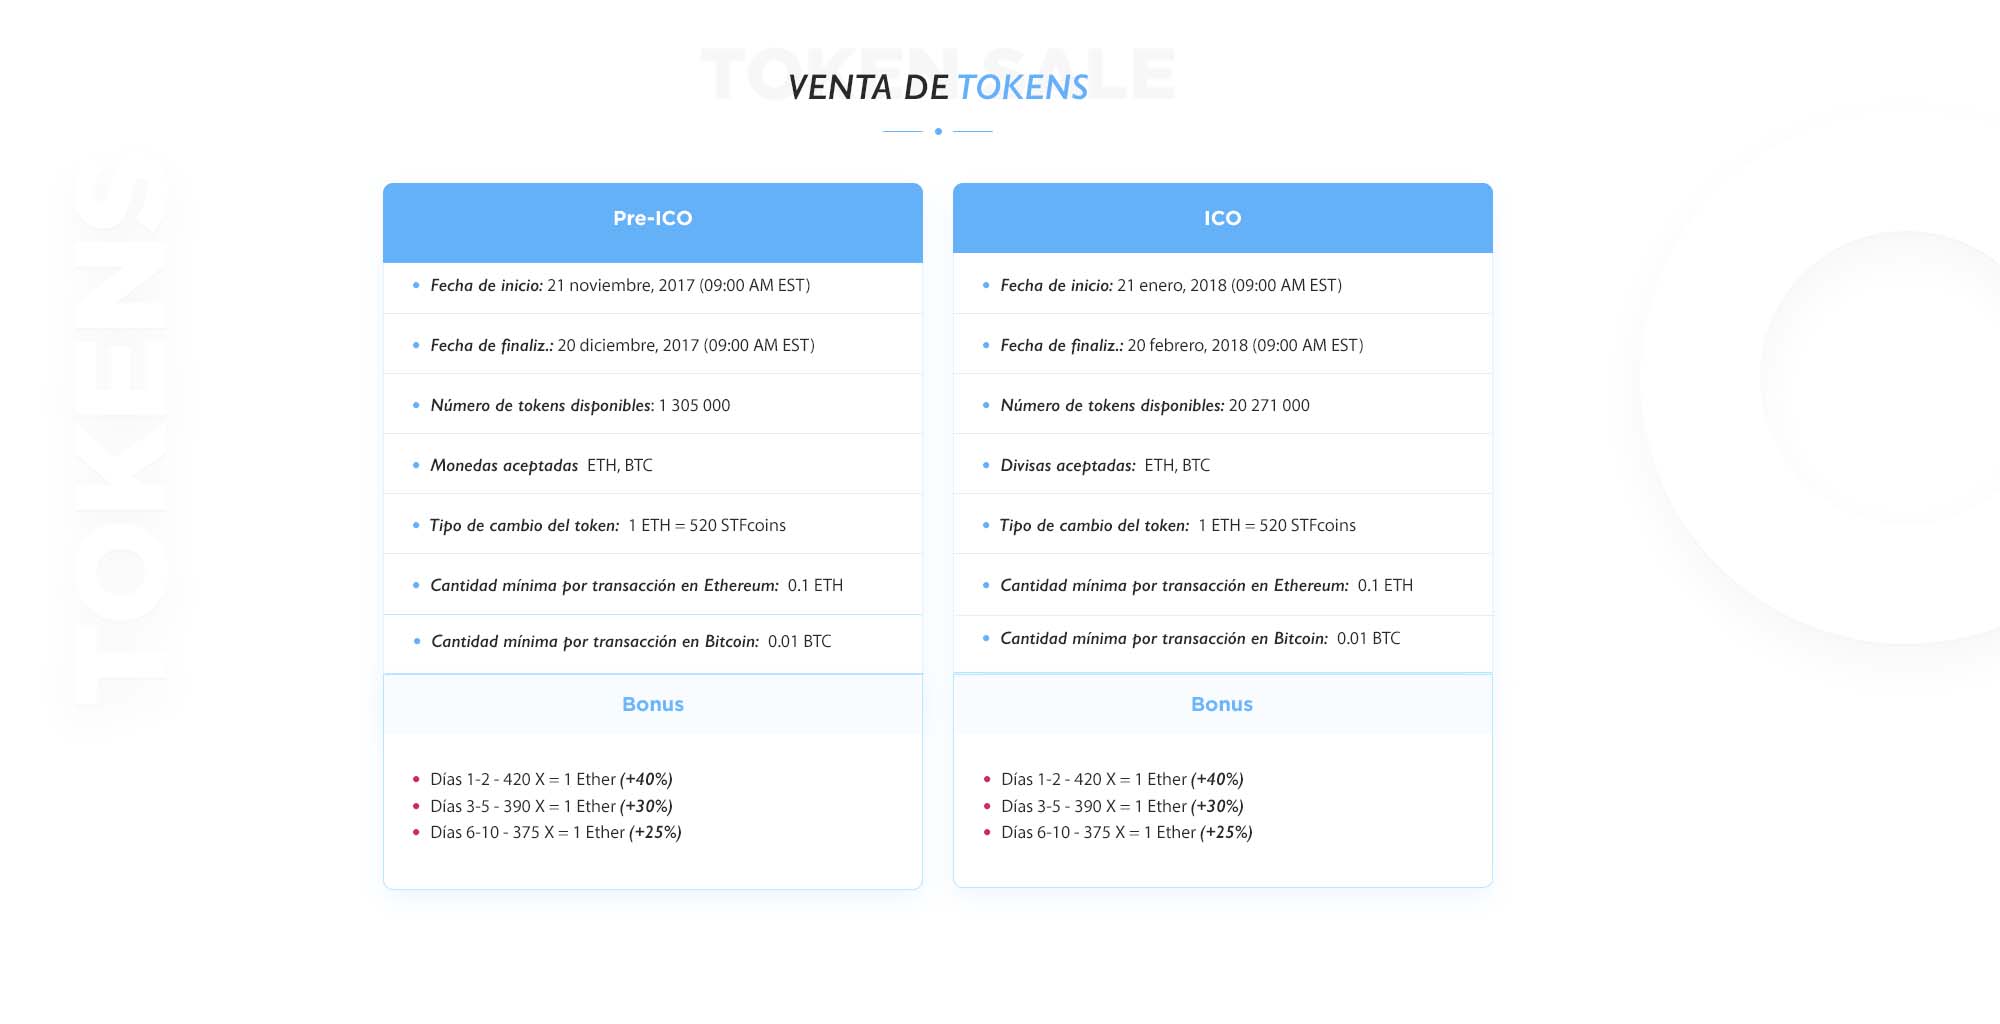 TOKEN SALE
VENTA DE TOKENS
TOKENS
Pre-ICO
Fecha de inicio: 21 noviembre, 2017 (09:00 AM EST)
Fecha de finaliz.: 20 diciembre, 2017 (09:00 AM EST)
Número de tokens disponibles: 1 305 000
Monedas aceptadas ETH, BTC
Tipo de cambio del token: 1 ETH = 520 STFcoins
Cantidad mínima por transacción en Ethereum: 0.1 ETH
Cantidad mínima por transacción en Bitcoin: 0.01 BTC
Bonus
Días 1-2 - 420 X = 1 Ether (+40%)
Días 3-5 - 390 X = 1 Ether (+30%)
Días 6-10 - 375 X = 1 Ether (+25%)
ICO
Fecha de inicio: 21 enero, 2018 (09:00 AM EST)
Fecha de finaliz.: 20 febrero, 2018 (09:00 AM EST)
Número de tokens disponibles: 20 271 000
Divisas aceptadas: ETH, BTC
Tipo de cambio del token: 1 ETH = 520 STFcoins
Cantidad mínima por transacción en Ethereum: 0.1 ETH
Cantidad mínima por transacción en Bitcoin: 0.01 BTC
Bonus
Días 1-2 - 420 X = 1 Ether (+40%)
Días 3-5 - 390 X = 1 Ether (+30%)
Días 6-10 - 375 X = 1 Ether (+25%)